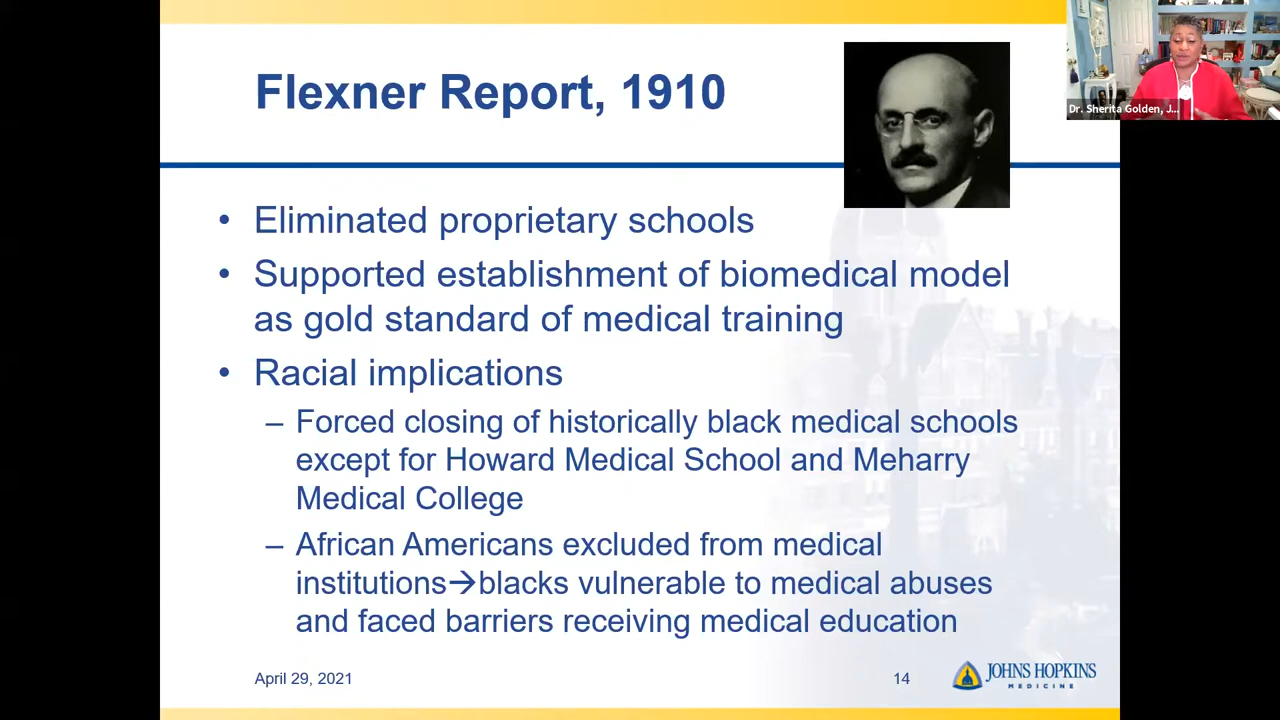 Flexner Report, 1910
Dr. Sherita Golden, J...
• Eliminated proprietary schools
• Supported establishment of biomedical model
as gold standard of medical training
• Racial implications
– Forced closing of historically black medical schools
except for Howard Medical School and Meharry
Medical College
– African Americans excluded from medical
institutions→blacks vulnerable to medical abuses
and faced barriers receiving medical education
April 29, 2021
14
JOHNS HOPKINS
MEDICINE